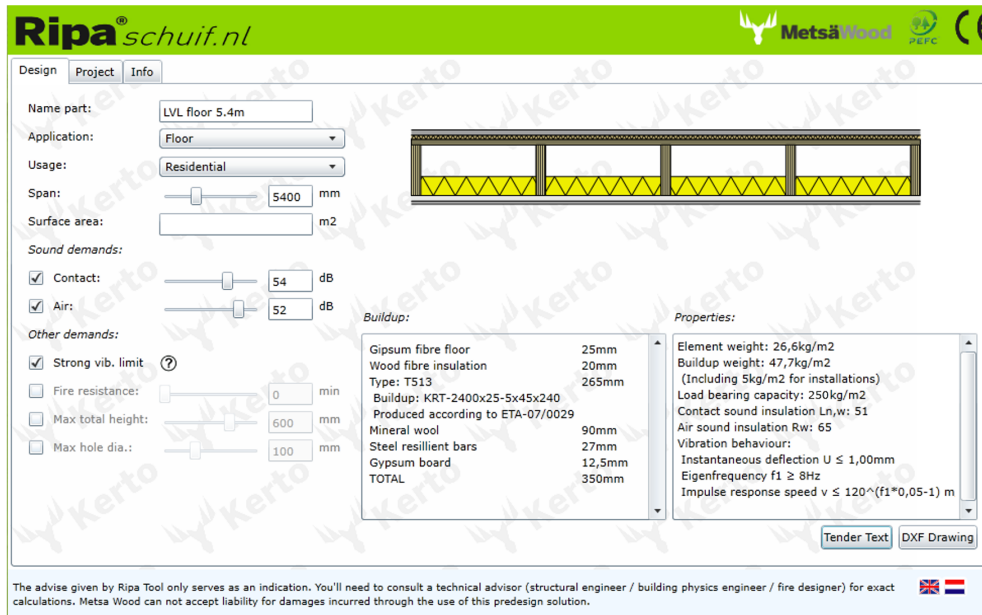 Ripa® schuif.nl
MetsäWood
PEFC
Design Project Info
Name part: LVL floor 5.4m
Application: Floor
Usage: Residential
Span: 5400 mm
Surface area: m2
Sound demands:
Contact: 54 dB
Air: 52 dB
Other demands:
Strong vib. limit ?
Fire resistance: 0 min
Max total height: 600 mm
Max hole dia.: 100 mm
Buildup:
Gipsum fibre floor 25mm
Wood fibre insulation 20mm
Type: T513 265mm
Buildup: KRT-2400x25-5x45x240
Produced according to ETA-07/0029
Mineral wool 90mm
Steel resillient bars 27mm
Gypsum board 12,5mm
TOTAL 350mm
Properties:
Element weight: 26,6kg/m2
Buildup weight: 47,7kg/m2
(Including 5kg/m2 for installations)
Load bearing capacity: 250kg/m2
Contact sound insulation Ln,w: 51
Air sound insulation Rw: 65
Vibration behaviour:
Instantaneous deflection U ≤ 1,00mm
Eigenfrequency f1 ≥ 8Hz
Impulse response speed v ≤ 120^(f1*0,05-1) m
Tender Text DXF Drawing
The advise given by Ripa Tool only serves as an indication. You'll need to consult a technical advisor (structural engineer / building physics engineer / fire designer) for exact
calculations. Metsa Wood can not accept liability for damages incurred through the use of this predesign solution.
Kerto